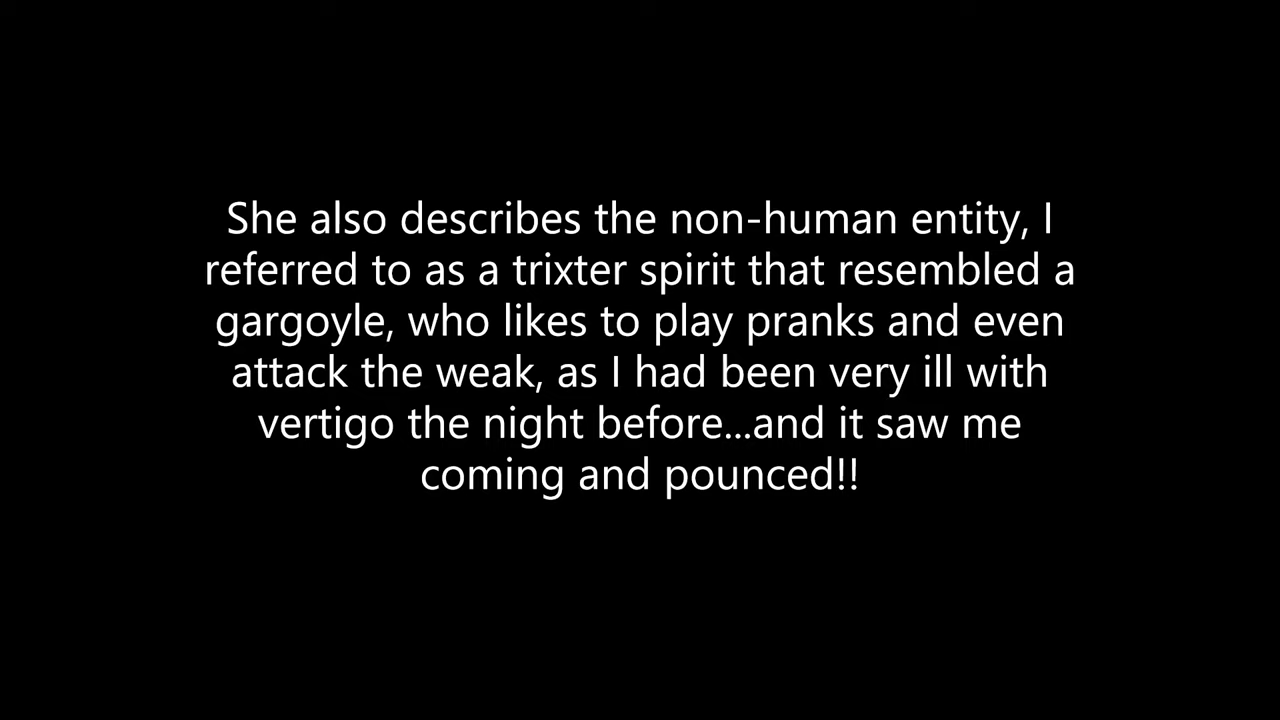 She also describes the non-human entity, I
referred to as a trixter spirit that resembled a
gargoyle, who likes to play pranks and even
attack the weak, as I had been very ill with
vertigo the night before...and it saw me
coming and pounced!!